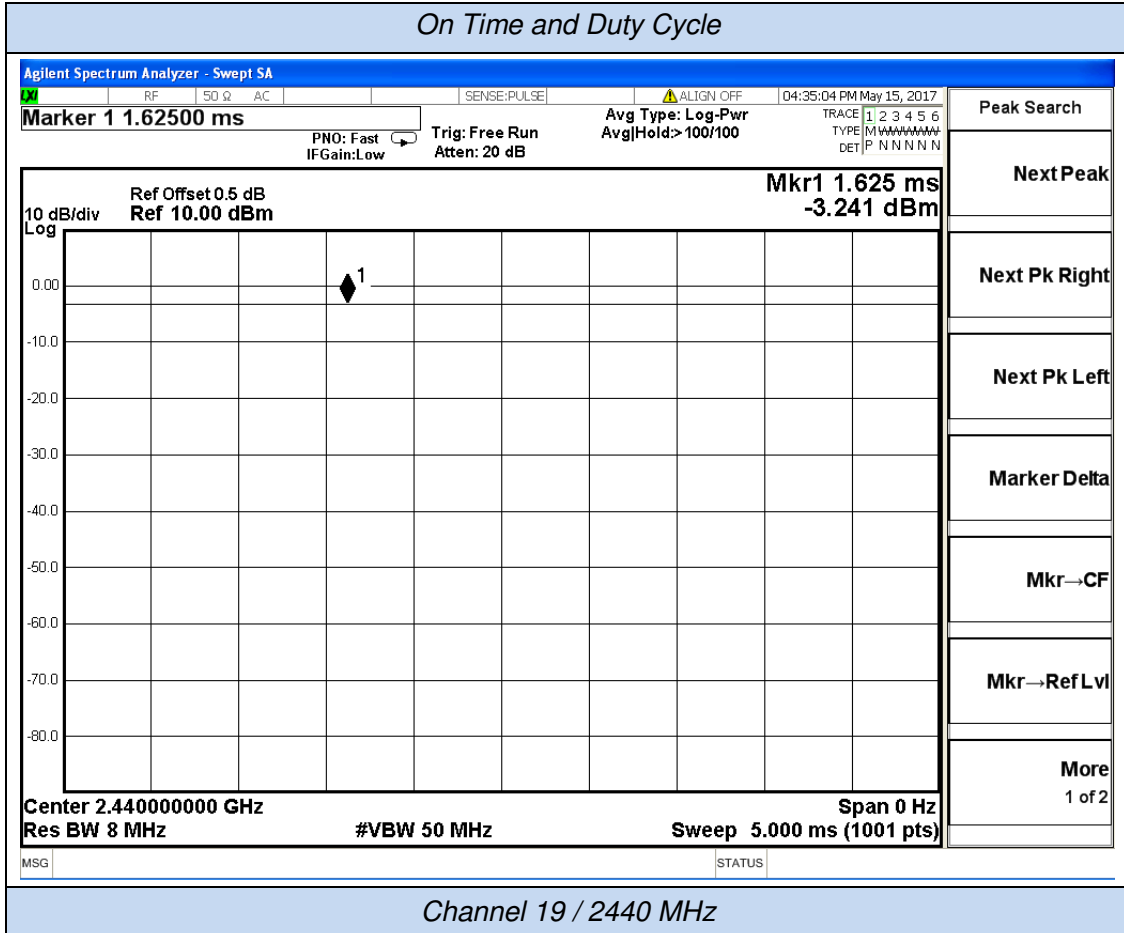 On Time and Duty Cycle
Agilent Spectrum Analyzer - Swept SA
LXI RF 50 Ω AC SENSE:PULSE ALIGN OFF 04:35:04 PM May 15, 2017
Marker 1 1.62500 ms
PNO: Fast
IFGain:Low
Trig: Free Run
Atten: 20 dB
Avg Type: Log-Pwr
Avg|Hold:>100/100
TRACE 1 2 3 4 5 6
TYPE M WWWWW
DET P N N N N N
Peak Search
Mkr1 1.625 ms
-3.241 dBm
Ref Offset 0.5 dB
10 dB/div Ref 10.00 dBm
Log
1
0.00
-10.0
-20.0
-30.0
-40.0
-50.0
-60.0
-70.0
-80.0
Center 2.440000000 GHz Span 0 Hz
Res BW 8 MHz #VBW 50 MHz Sweep 5.000 ms (1001 pts)
Next Peak
Next Pk Right
Next Pk Left
Marker Delta
Mkr→CF
Mkr→Ref Lvl
More
1 of 2
MSG STATUS
Channel 19 / 2440 MHz